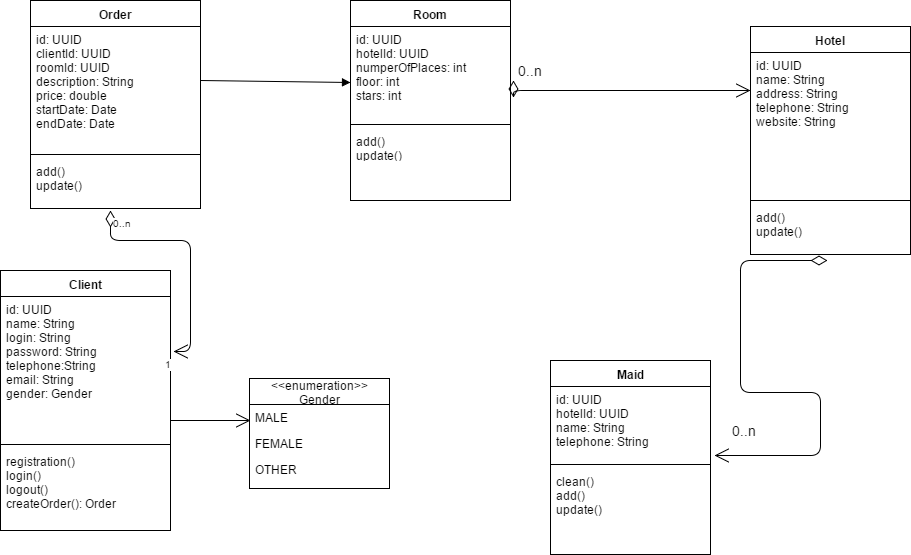 Order
id: UUID
clientId: UUID
roomId: UUID
description: String
price: double
startDate: Date
endDate: Date
add()
update()
0..n
Room
id: UUID
hotelId: UUID
numperOfPlaces: int
floor: int
stars: int
add()
update()
0..n
Hotel
id: UUID
name: String
address: String
telephone: String
website: String
add()
update()
Client
id: UUID
name: String
login: String
password: String
telephone:String
email: String
gender: Gender
registration()
login()
logout()
createOrder(): Order
1
<<enumeration>>
Gender
MALE
FEMALE
OTHER
Maid
id: UUID
hotelId: UUID
name: String
telephone: String
clean()
add()
update()
0..n